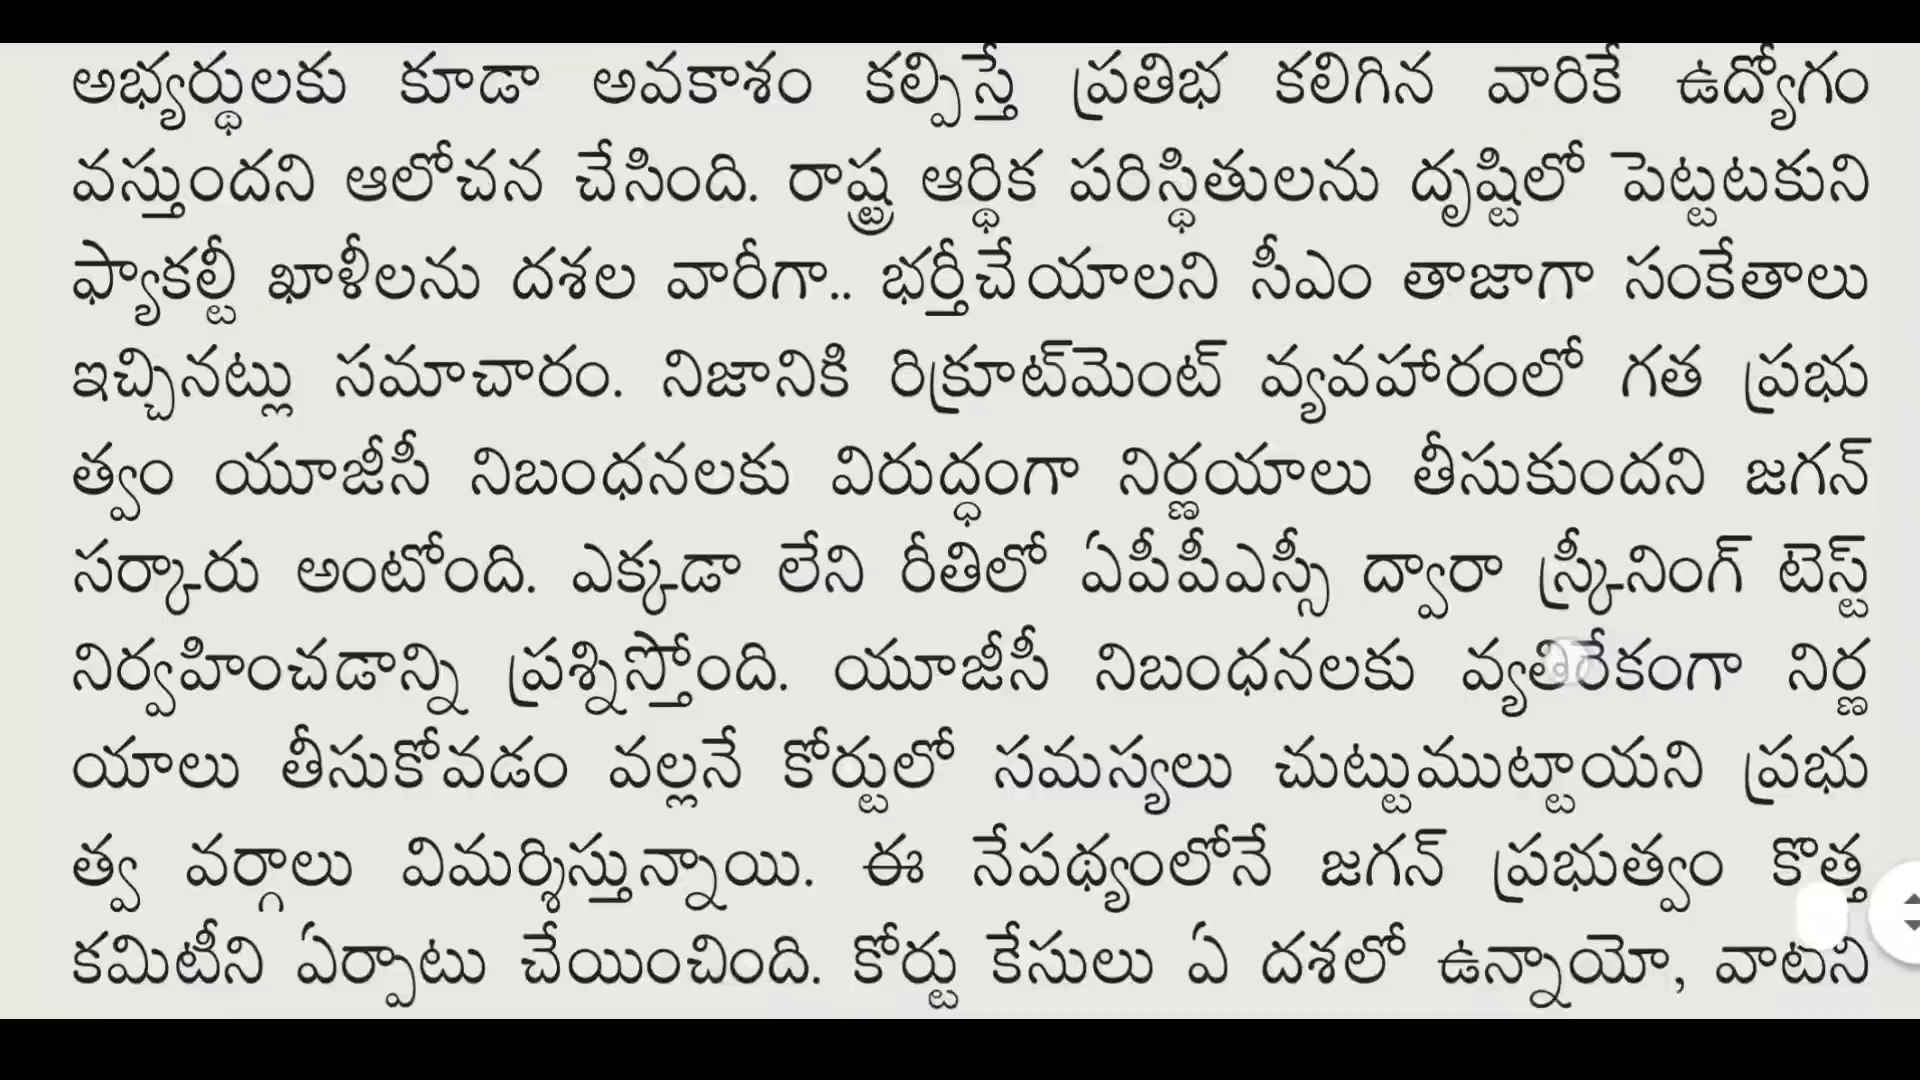 అభ్యర్థులకు కూడా అవకాశం కల్పిస్తే ప్రతిభ కలిగిన వారికే ఉద్యోగం
వస్తుందని ఆలోచన చేసింది. రాష్ట్ర ఆర్థిక పరిస్థితులను దృష్టిలో పెట్టటకుని
ఫ్యాకల్టీ ఖాళీలను దశల వారీగా.. భర్తీచేయాలని సీఎం తాజాగా సంకేతాలు
ఇచ్చినట్లు సమాచారం. నిజానికి రిక్రూట్‌మెంట్ వ్యవహారంలో గత ప్రభు
త్వం యూజీసీ నిబంధనలకు విరుద్ధంగా నిర్ణయాలు తీసుకుందని జగన్
సర్కారు అంటోంది. ఎక్కడా లేని రీతిలో ఏపీపీఎస్సీ ద్వారా స్క్రీనింగ్ టెస్ట్
నిర్వహించడాన్ని ప్రశ్నిస్తోంది. యూజీసీ నిబంధనలకు వ్యతిరేకంగా నిర్ణ
యాలు తీసుకోవడం వల్లనే కోర్టులో సమస్యలు చుట్టుముట్టాయని ప్రభు
త్వ వర్గాలు విమర్శిస్తున్నాయి. ఈ నేపథ్యంలోనే జగన్ ప్రభుత్వం కొత్త
కమిటీని ఏర్పాటు చేయించింది. కోర్టు కేసులు ఏ దశలో ఉన్నాయో, వాటిని